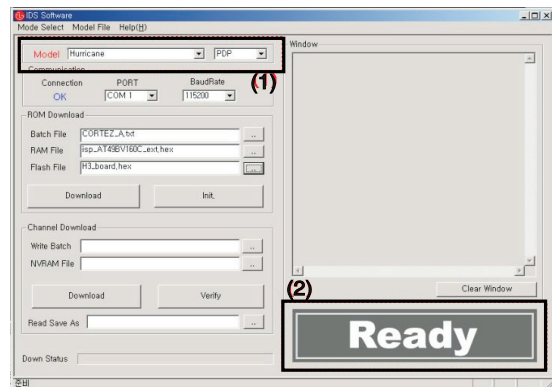 IDS Software
Mode Select Model File Help(H)
Model Hurricane PDP
(1)
Communication
Connection PORT BaudRate
OK COM 1 115200
ROM Download
Batch File CORTEZ_A.txt ..
RAM File isp_AT49BV160C_ext.hex ..
Flash File H3_board.hex ...
Download Init.
Channel Download
Write Batch ..
NVRAM File ..
Download Verify
Read Save As ..
Down Status
준비
Window
Clear Window
(2)
Ready